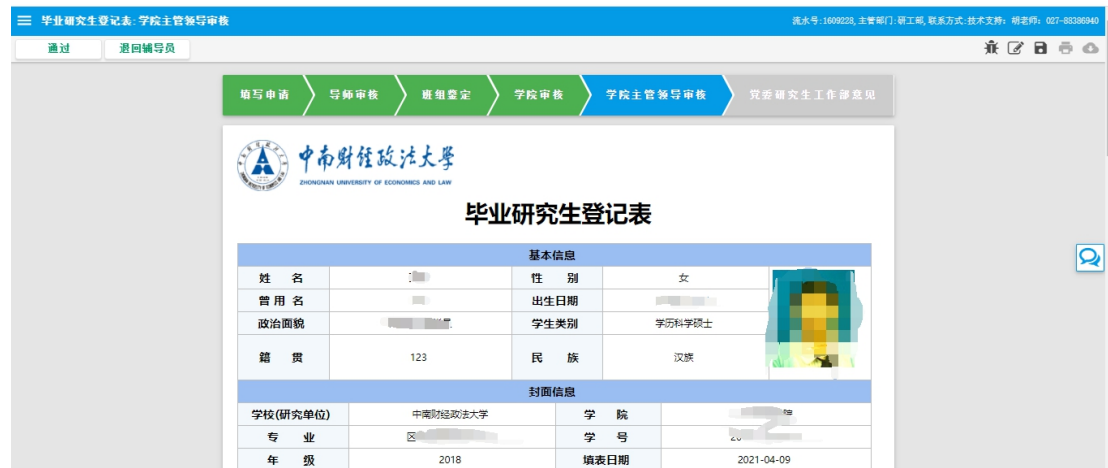 毕业研究生登记表: 学院主管领导审核 流水号:1609228, 主管部门:研工部, 联系方式:技术支持: 胡老师: 027-88386940
通过 退回辅导员
填写申请 导师审核 班组鉴定 学院审核 学院主管领导审核 党委研究生工作部意见
中南财经政法大学
ZHONGNAN UNIVERSITY OF ECONOMICS AND LAW
毕业研究生登记表
基本信息
姓 名 性 别 女
曾用名 出生日期
政治面貌 学生类别 学历科学硕士
籍 贯 123 民 族 汉族
封面信息
学校(研究单位) 中南财经政法大学 学 院
专 业 学 号
年 级 2018 填表日期 2021-04-09